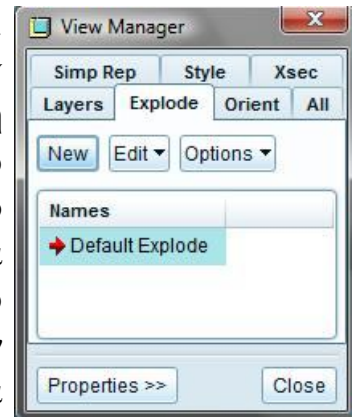 View Manager
Simp Rep Style Xsec
Layers Explode Orient All
New Edit Options
Names
Default Explode
Properties >> Close